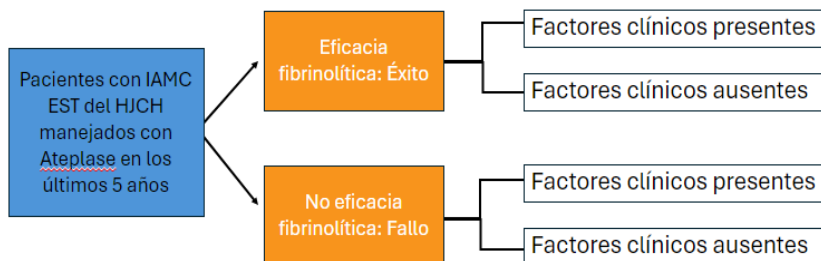 Pacientes con IAMC
EST del HJCH
manejados con
Ateplase en los
últimos 5 años
Eficacia
fibrinolítica: Éxito
Factores clínicos presentes
Factores clínicos ausentes
No eficacia
fibrinolítica: Fallo
Factores clínicos presentes
Factores clínicos ausentes